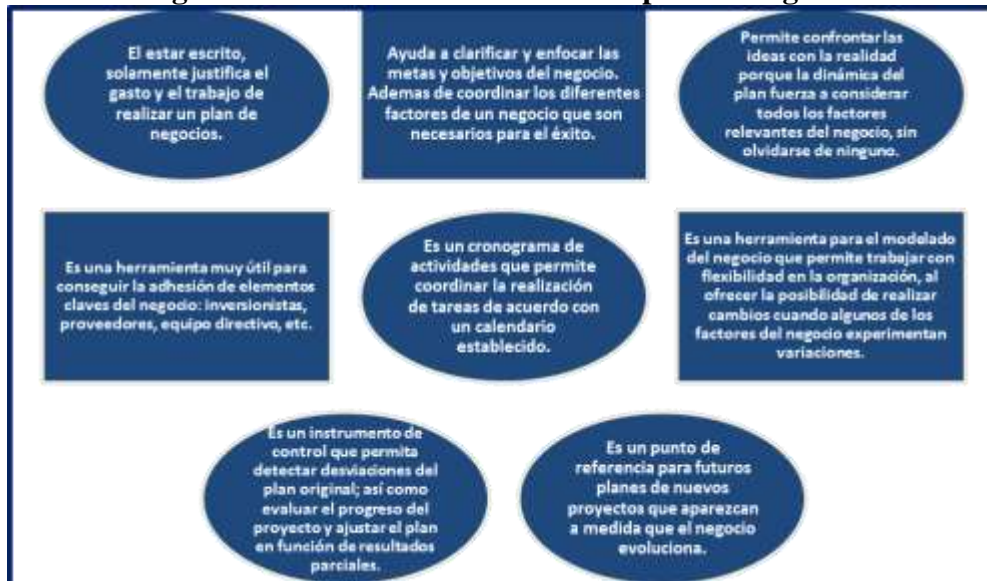 El estar escrito,
solamente justifica el
gasto y el trabajo de
realizar un plan de
negocios.
Ayuda a clarificar y enfocar las
metas y objetivos del negocio.
Ademas de coordinar los diferentes
factores de un negocio que son
necesarios para el éxito.
Permite confrontar las
ideas con la realidad
porque la dinámica del
plan fuerza a considerar
todos los factores
relevantes del negocio, sin
olvidarse de ninguno.
Es una herramienta muy útil para
conseguir la adhesión de elementos
claves del negocio: inversionistas,
proveedores, equipo directivo, etc.
Es un cronograma de
actividades que permite
coordinar la realización
de tareas de acuerdo con
un calendario
establecido.
Es una herramienta para el modelado
del negocio que permite trabajar con
flexibilidad en la organización, al
ofrecer la posibilidad de realizar
cambios cuando algunos de los
factores del negocio experimentan
variaciones.
Es un instrumento de
control que permita
detectar desviaciones del
plan original; así como
evaluar el progreso del
proyecto y ajustar el plan
en función de resultados
parciales.
Es un punto de
referencia para futuros
planes de nuevos
proyectos que aparezcan
a medida que el negocio
evoluciona.